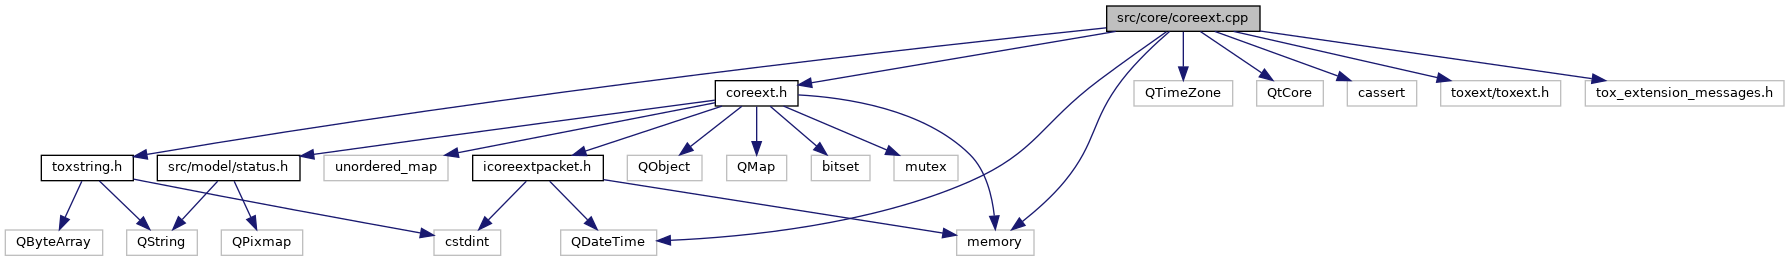 src/core/coreext.cpp
coreext.h
QTimeZone
QtCore
cassert
toxext/toxext.h
tox_extension_messages.h
toxstring.h
src/model/status.h
unordered_map
icoreextpacket.h
QObject
QMap
bitset
mutex
QByteArray
QString
QPixmap
cstdint
QDateTime
memory